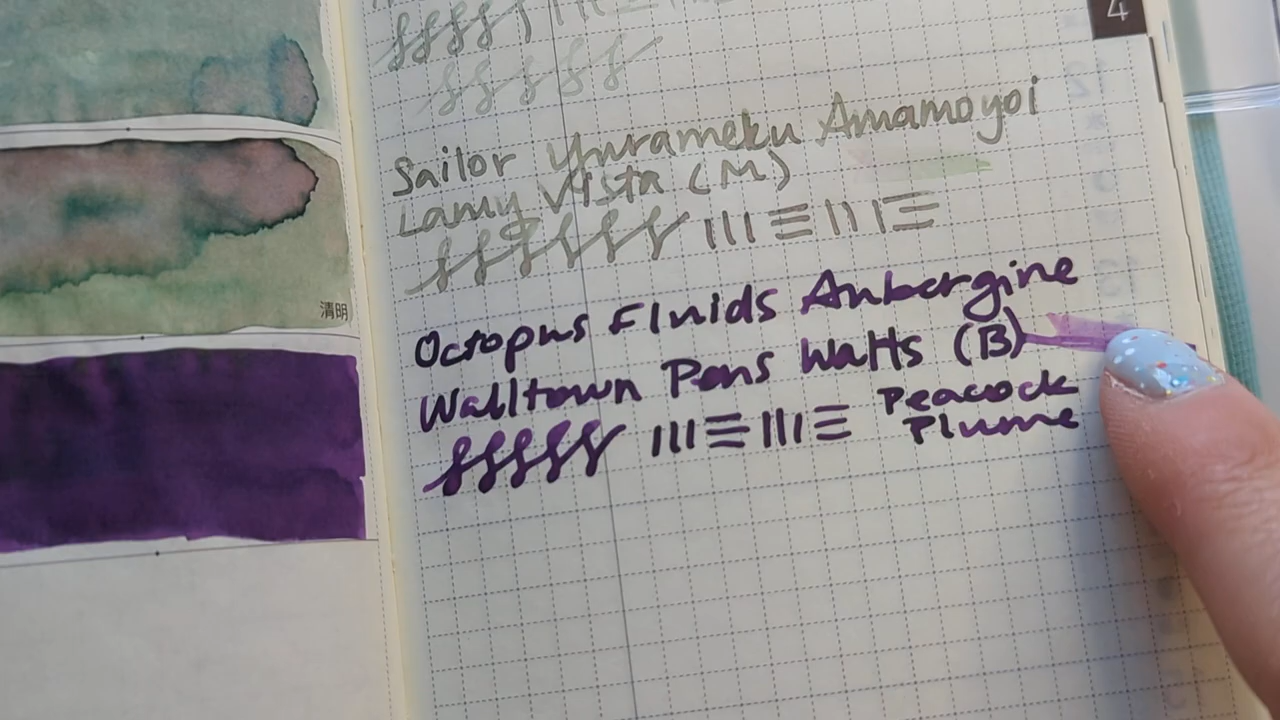 4
Sailor Yurameku Amamoyoi
Lamy Vista (M)
Octopus Fluids Aubergine
Walltown Pens Watts (B)
Peacock
Plume
清明